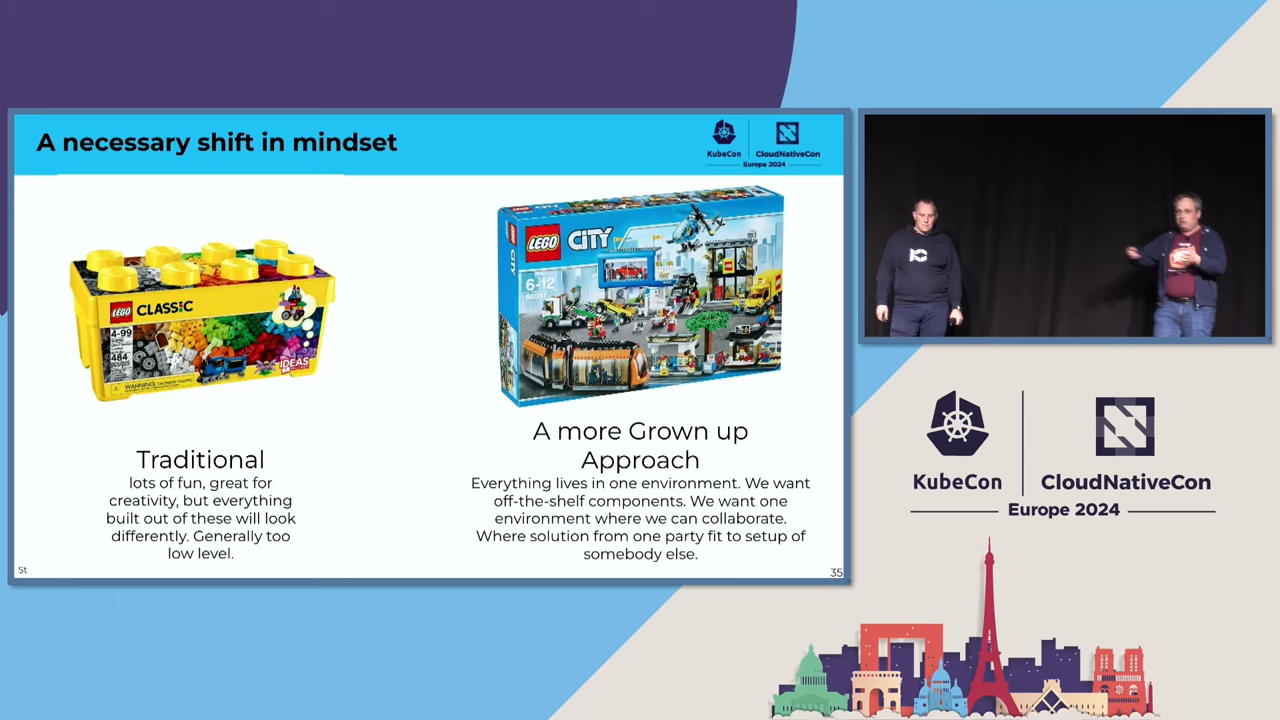 A necessary shift in mindset
KubeCon
CloudNativeCon
Europe 2024
LEGO
CLASSIC
4-99
484
WARNING:
IDEAS
LEGO
LEGO
CITY
CITY
6-12
60097
Traditional
lots of fun, great for
creativity, but everything
built out of these will look
differently. Generally too
low level.
A more Grown up
Approach
Everything lives in one environment. We want
off-the-shelf components. We want one
environment where we can collaborate.
Where solution from one party fit to setup of
somebody else.
St
35
KubeCon
CloudNativeCon
Europe 2024